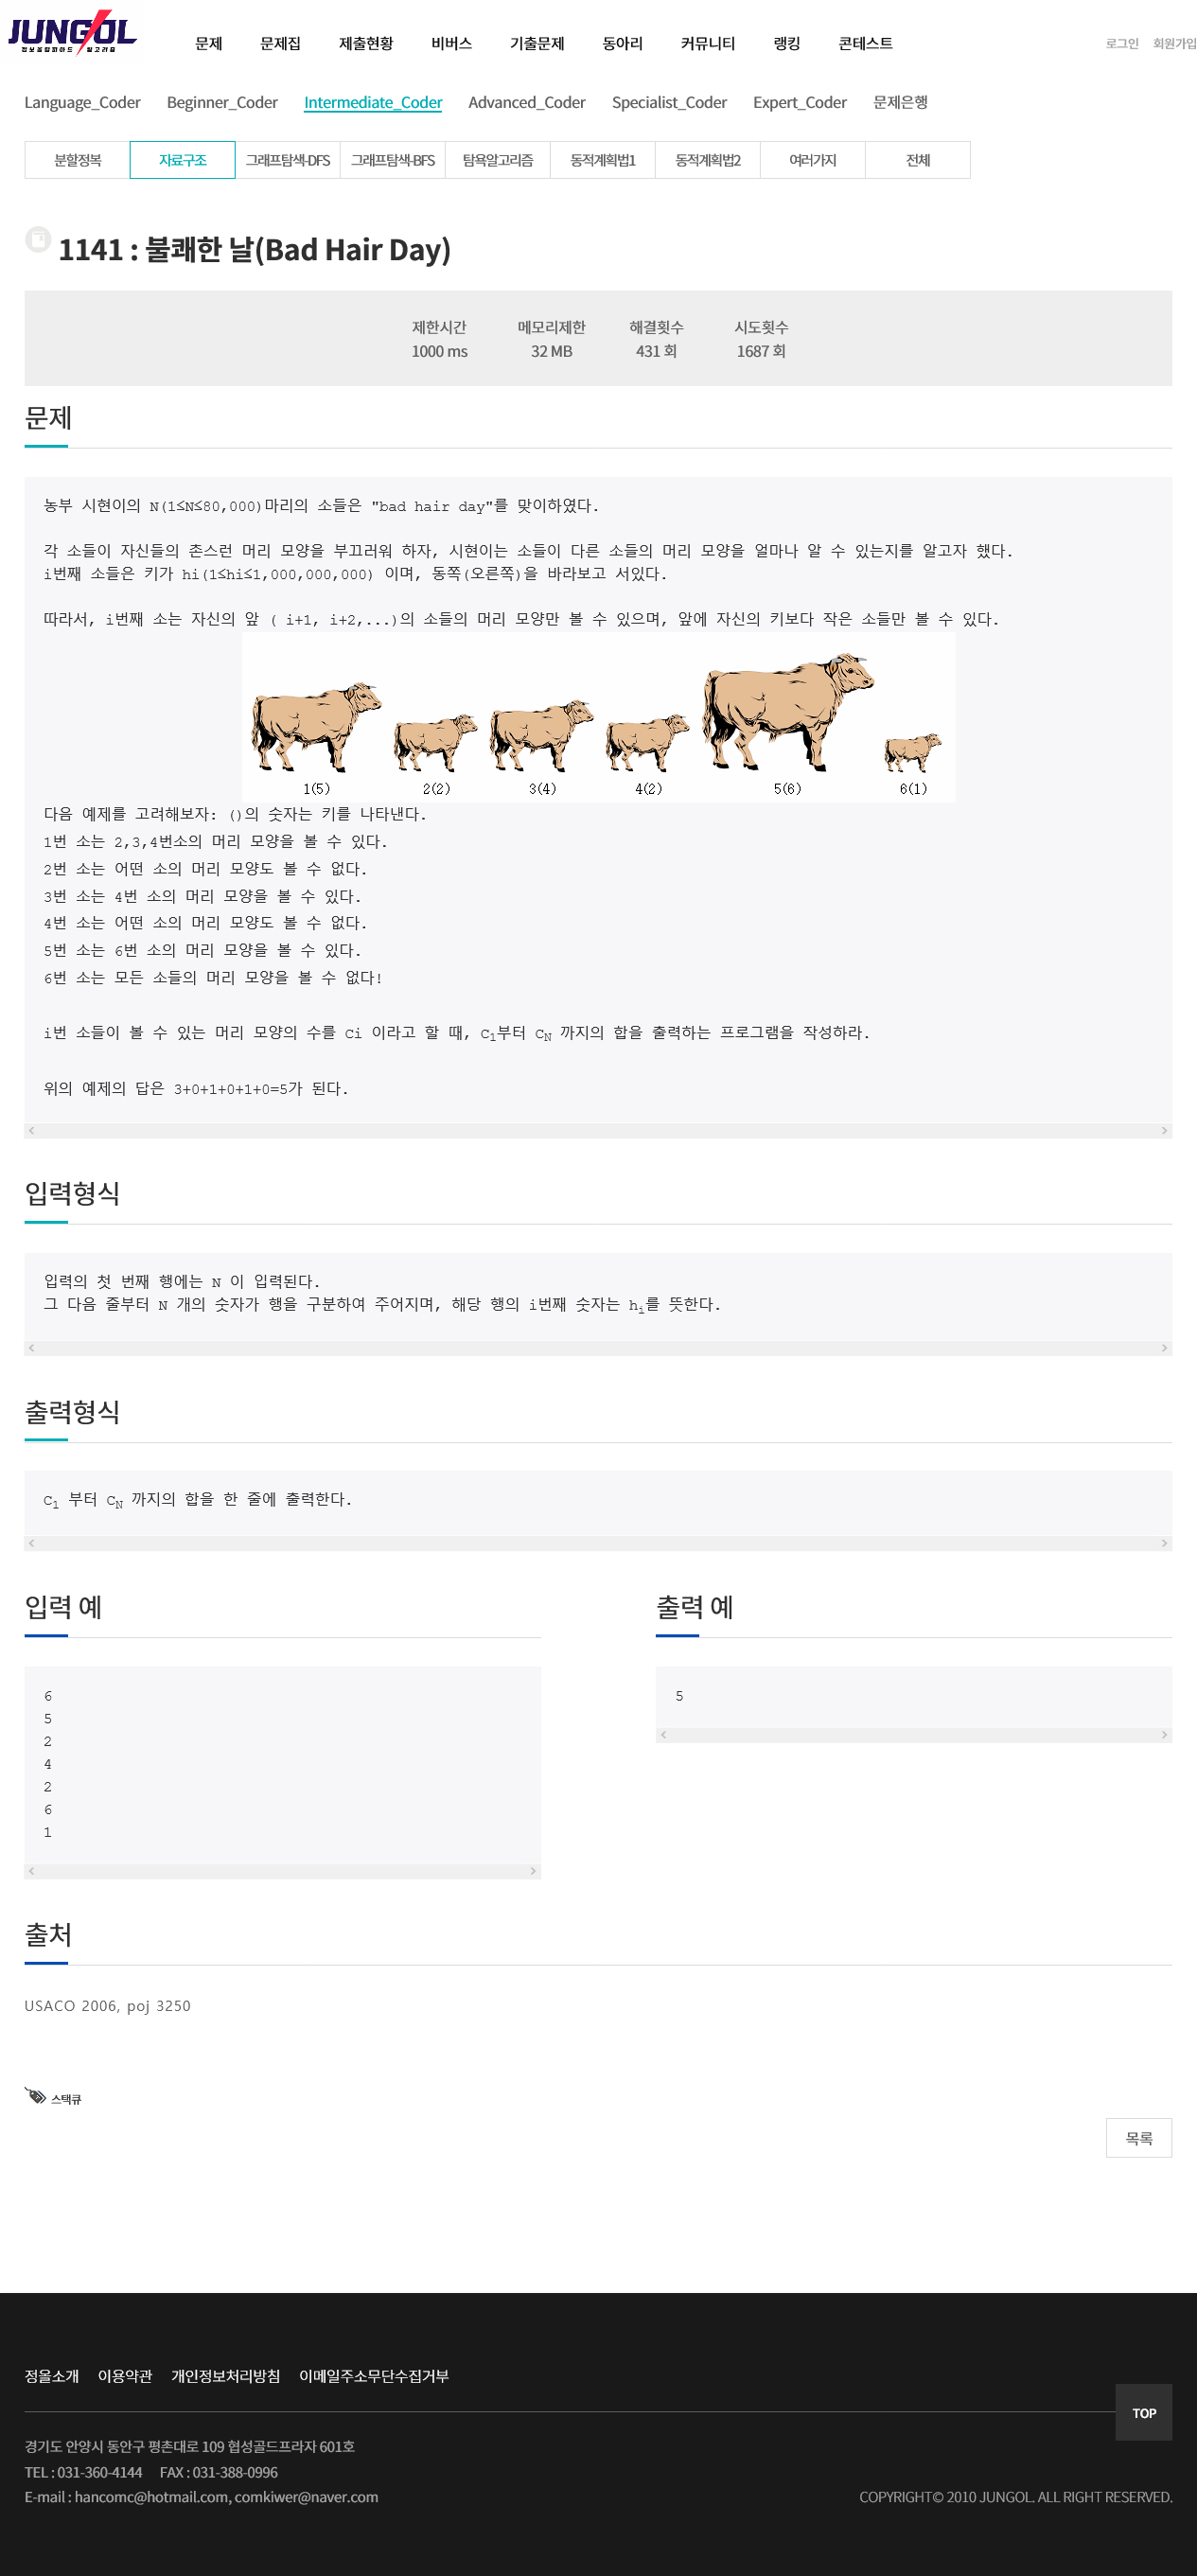 JUNGOL
정보올림피아드 알고리즘
문제 문제집 제출현황 비버스 기출문제 동아리 커뮤니티 랭킹 콘테스트 로그인 회원가입
Language_Coder Beginner_Coder Intermediate_Coder Advanced_Coder Specialist_Coder Expert_Coder 문제은행
분할정복 자료구조 그래프탐색-DFS 그래프탐색-BFS 탐욕알고리즘 동적계획법1 동적계획법2 여러가지 전체
1141 : 불쾌한 날(Bad Hair Day)
제한시간 메모리제한 해결횟수 시도횟수
1000 ms 32 MB 431 회 1687 회
문제
농부 시현이의 N(1≤N≤80,000)마리의 소들은 "bad hair day"를 맞이하였다.
각 소들이 자신들의 촌스런 머리 모양을 부끄러워 하자, 시현이는 소들이 다른 소들의 머리 모양을 얼마나 알 수 있는지를 알고자 했다.
i번째 소들은 키가 hi(1≤hi≤1,000,000,000) 이며, 동쪽(오른쪽)을 바라보고 서있다.
따라서, i번째 소는 자신의 앞 ( i+1, i+2,...)의 소들의 머리 모양만 볼 수 있으며, 앞에 자신의 키보다 작은 소들만 볼 수 있다.
1(5) 2(2) 3(4) 4(2) 5(6) 6(1)
다음 예제를 고려해보자: ()의 숫자는 키를 나타낸다.
1번 소는 2,3,4번소의 머리 모양을 볼 수 있다.
2번 소는 어떤 소의 머리 모양도 볼 수 없다.
3번 소는 4번 소의 머리 모양을 볼 수 있다.
4번 소는 어떤 소의 머리 모양도 볼 수 없다.
5번 소는 6번 소의 머리 모양을 볼 수 있다.
6번 소는 모든 소들의 머리 모양을 볼 수 없다!
i번 소들이 볼 수 있는 머리 모양의 수를 Ci 이라고 할 때, C1부터 CN 까지의 합을 출력하는 프로그램을 작성하라.
위의 예제의 답은 3+0+1+0+1+0=5가 된다.
입력형식
입력의 첫 번째 행에는 N 이 입력된다.
그 다음 줄부터 N 개의 숫자가 행을 구분하여 주어지며, 해당 행의 i번째 숫자는 hi를 뜻한다.
출력형식
C1 부터 CN 까지의 합을 한 줄에 출력한다.
입력 예
6
5
2
4
2
6
1
출력 예
5
출처
USACO 2006, poj 3250
스택큐
목록
정올소개 이용약관 개인정보처리방침 이메일주소무단수집거부
TOP
경기도 안양시 동안구 평촌대로 109 협성골드프라자 601호
TEL : 031-360-4144 FAX : 031-388-0996
E-mail : hancomc@hotmail.com, comkiwer@naver.com
COPYRIGHT© 2010 JUNGOL. ALL RIGHT RESERVED.